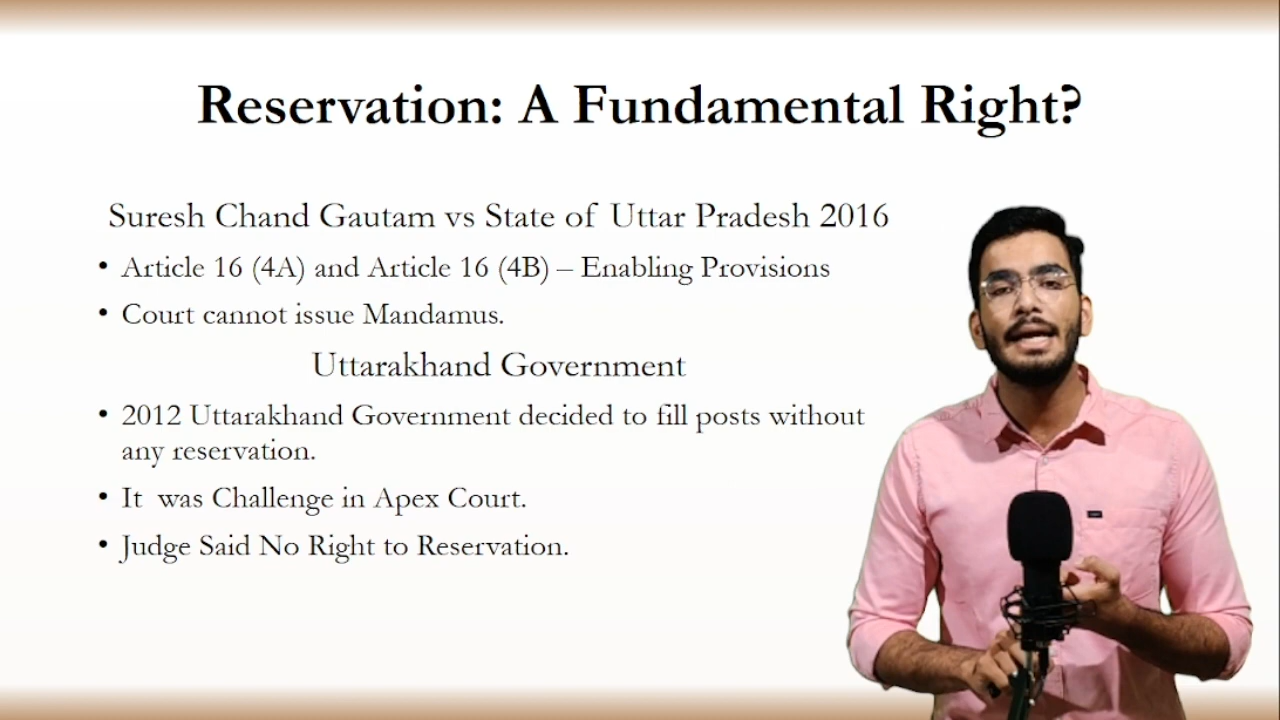 Reservation: A Fundamental Right?
Suresh Chand Gautam vs State of Uttar Pradesh 2016
• Article 16 (4A) and Article 16 (4B) – Enabling Provisions
• Court cannot issue Mandamus.
Uttarakhand Government
• 2012 Uttarakhand Government decided to fill posts without
any reservation.
• It was Challenge in Apex Court.
• Judge Said No Right to Reservation.